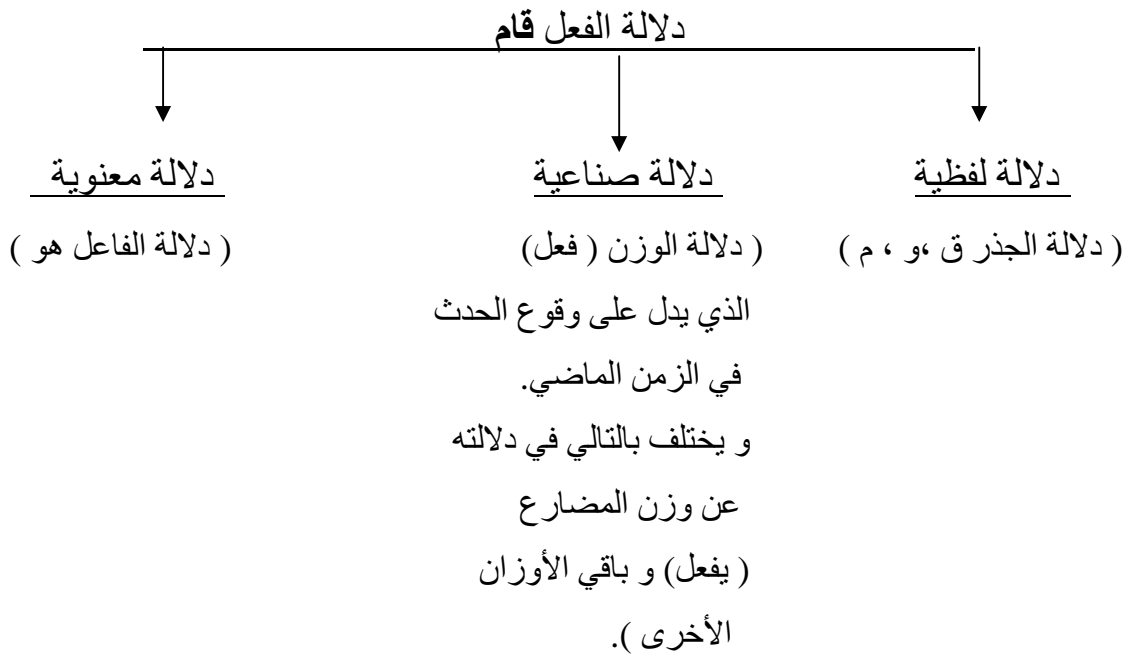 دلالة الفعل قام
دلالة لفظية
دلالة صناعية
دلالة معنوية
( دلالة الجذر ق ،و ، م )
( دلالة الوزن ( فعل)
( دلالة الفاعل هو )
الذي يدل على وقوع الحدث
في الزمن الماضي.
و يختلف بالتالي في دلالته
عن وزن المضارع
( يفعل) و باقي الأوزان
الأخرى ).